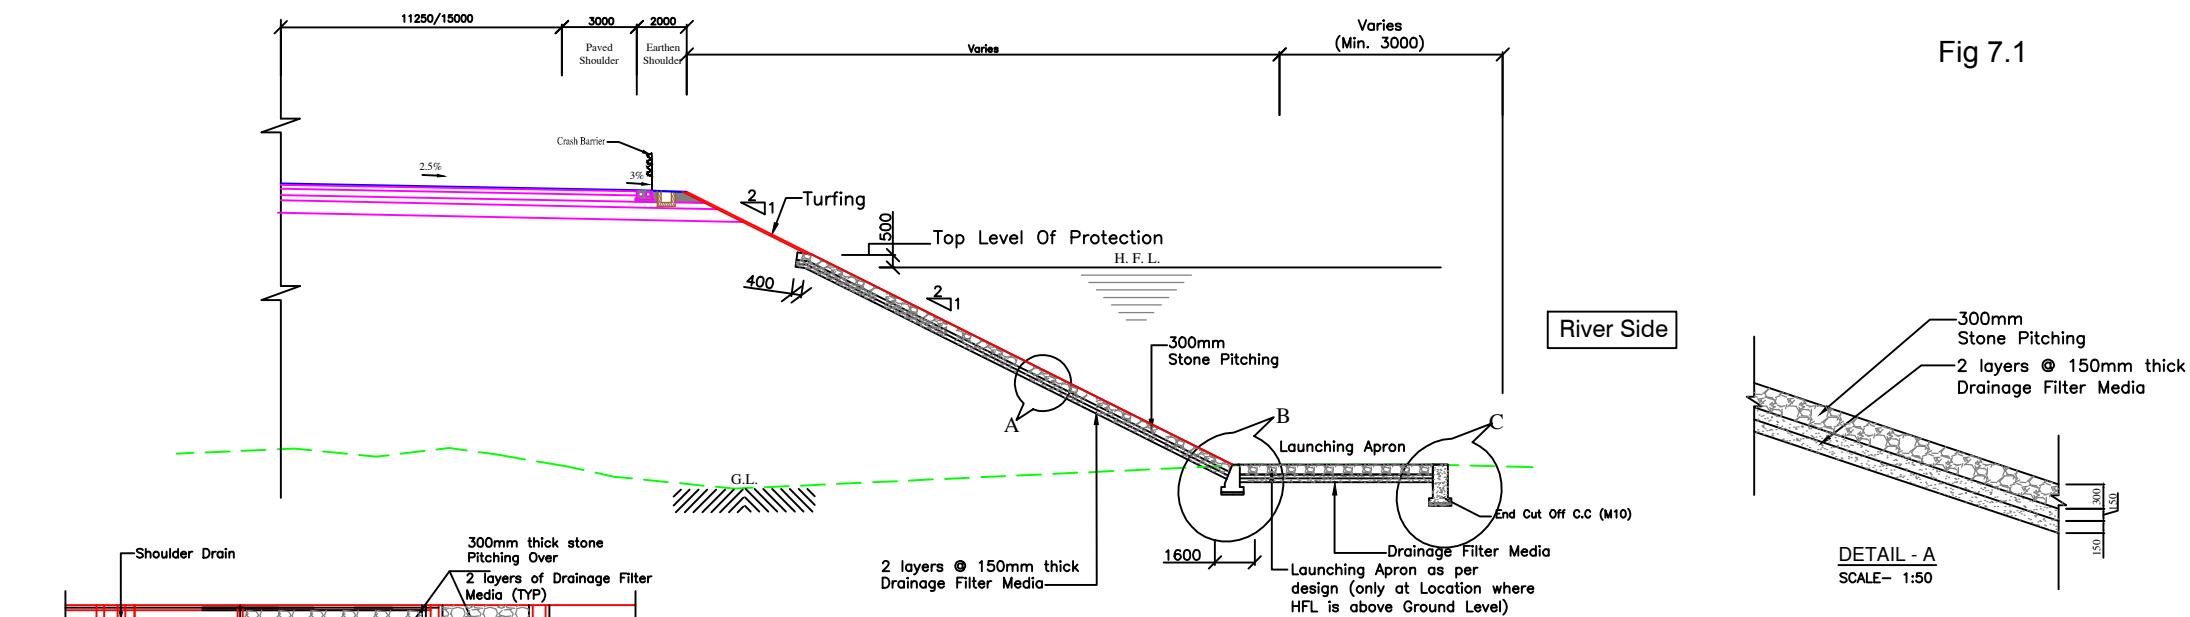 11250/15000
3000
2000
Paved
Shoulder
Earthen
Shoulder
Varies
Varies
(Min. 3000)
Fig 7.1
Crash Barrier
2.5%
3%
2
1
Turfing
500
Top Level Of Protection
H. F. L.
400
2
1
River Side
300mm
Stone Pitching
A
B
C
Launching Apron
G.L.
End Cut Off C.C (M10)
1600
Drainage Filter Media
2 layers @ 150mm thick
Drainage Filter Media
Launching Apron as per
design (only at Location where
HFL is above Ground Level)
300mm
Stone Pitching
2 layers @ 150mm thick
Drainage Filter Media
300
150
150
DETAIL - A
SCALE- 1:50
Shoulder Drain
300mm thick stone
Pitching Over
2 layers of Drainage Filter
Media (TYP)